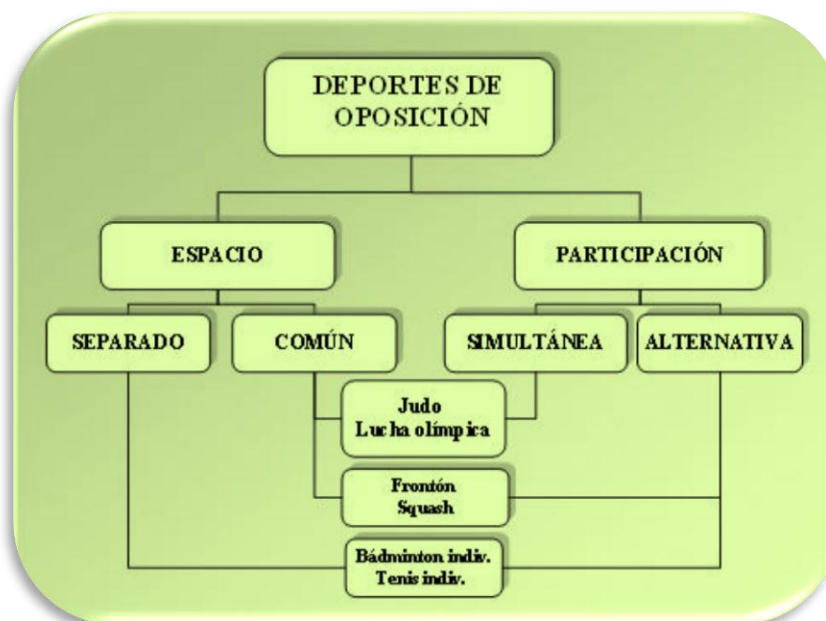 DEPORTES DE
OPOSICIÓN
ESPACIO
PARTICIPACIÓN
SEPARADO
COMÚN
SIMULTÁNEA
ALTERNATIVA
Judo
Lucha olímpica
Frontón
Squash
Bádminton indiv.
Tenis indiv.